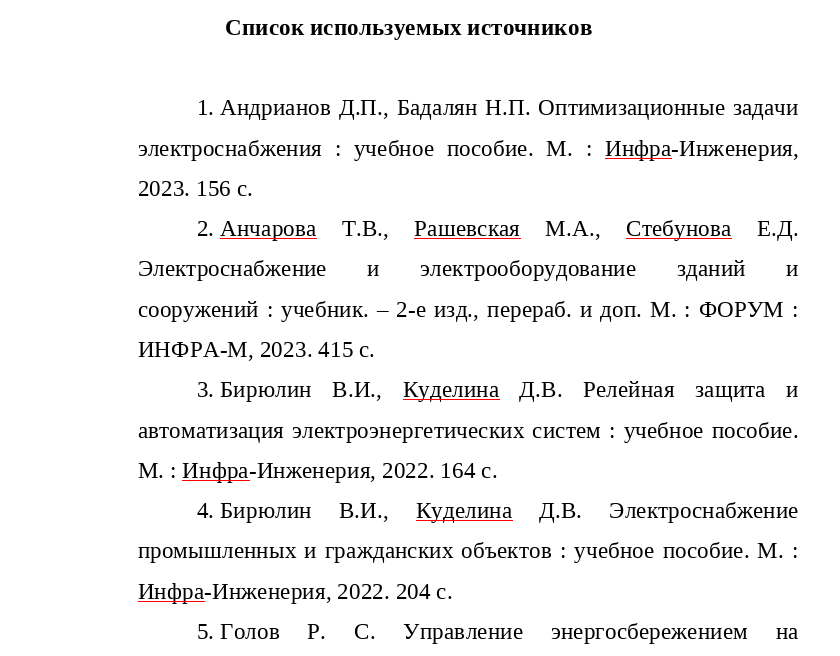 Список используемых источников
1. Андрианов Д.П., Бадалян Н.П. Оптимизационные задачи
электроснабжения : учебное пособие. М. : Инфра-Инженерия,
2023. 156 с.
2. Анчарова Т.В., Рашевская М.А., Стебунова Е.Д.
Электроснабжение и электрооборудование зданий и
сооружений : учебник. – 2-е изд., перераб. и доп. М. : ФОРУМ :
ИНФРА-М, 2023. 415 с.
3. Бирюлин В.И., Куделина Д.В. Релейная защита и
автоматизация электроэнергетических систем : учебное пособие.
М. : Инфра-Инженерия, 2022. 164 с.
4. Бирюлин В.И., Куделина Д.В. Электроснабжение
промышленных и гражданских объектов : учебное пособие. М. :
Инфра-Инженерия, 2022. 204 с.
5. Голов Р. С. Управление энергосбережением на